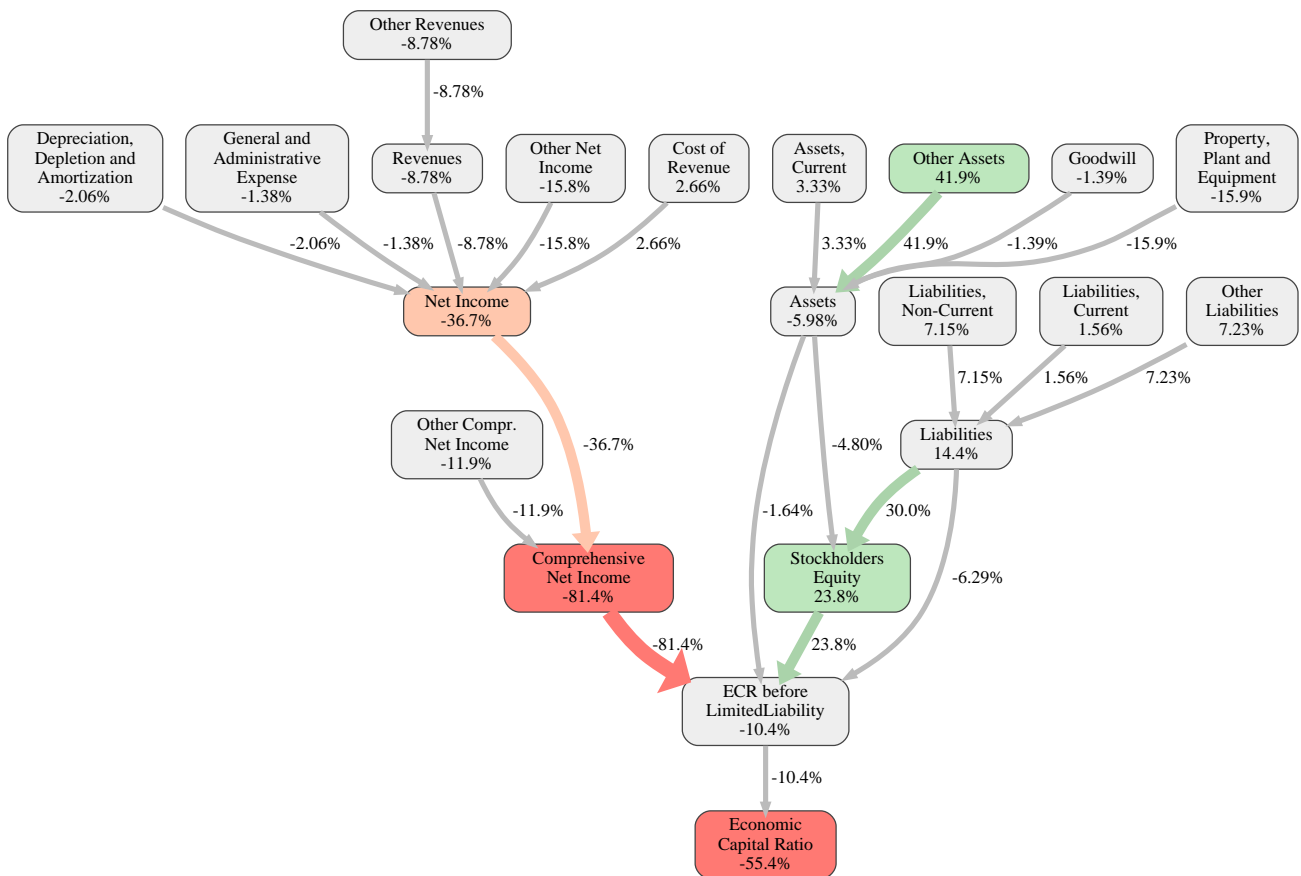 Other Revenues
-8.78%
-8.78%
Depreciation,
Depletion and
Amortization
-2.06%
General and
Administrative
Expense
-1.38%
Revenues
-8.78%
Other Net
Income
-15.8%
Cost of
Revenue
2.66%
Assets,
Current
3.33%
Other Assets
41.9%
Goodwill
-1.39%
Property,
Plant and
Equipment
-15.9%
-2.06%
-1.38%
-8.78%
-15.8%
2.66%
3.33%
41.9%
-1.39%
-15.9%
Net Income
-36.7%
Assets
-5.98%
Liabilities,
Non-Current
7.15%
Liabilities,
Current
1.56%
Other
Liabilities
7.23%
7.15%
1.56%
7.23%
Other Compr.
Net Income
-11.9%
-36.7%
-4.80%
Liabilities
14.4%
-11.9%
-1.64%
30.0%
Comprehensive
Net Income
-81.4%
Stockholders
Equity
23.8%
-6.29%
-81.4%
23.8%
ECR before
LimitedLiability
-10.4%
-10.4%
Economic
Capital Ratio
-55.4%